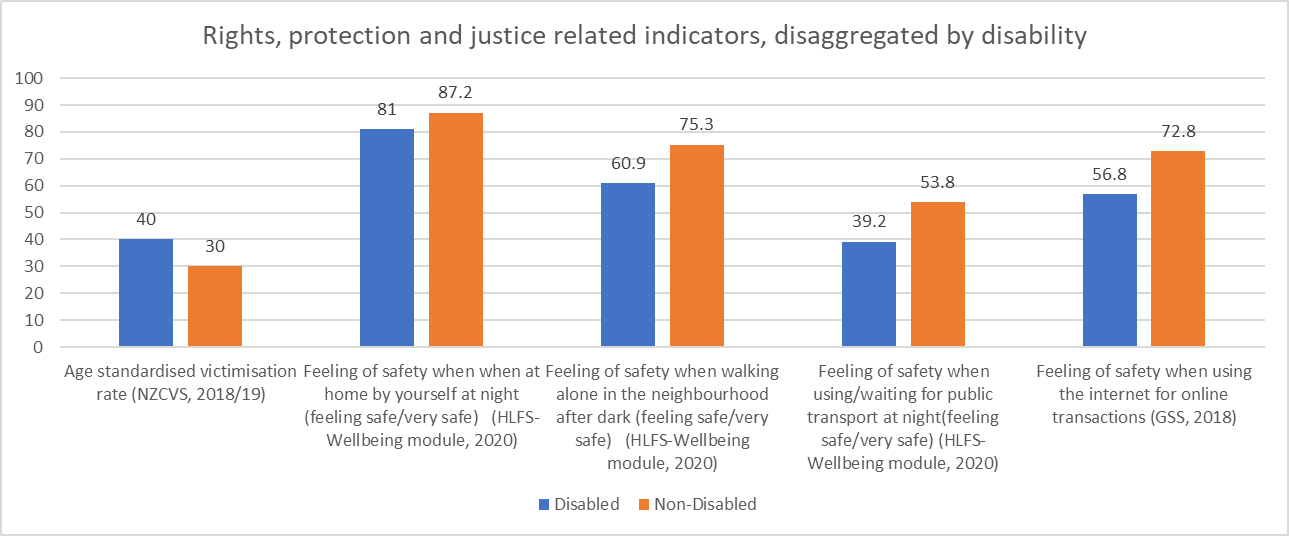 Rights, protection and justice related indicators, disaggregated by disability
100
90
80
70
60
50
40
30
20
10
0
40
30
81
87.2
60.9
75.3
39.2
53.8
56.8
72.8
Age standardised victimisation
rate (NZCVS, 2018/19)
Feeling of safety when when at
home by yourself at night
(feeling safe/very safe) (HLFS-
Wellbeing module, 2020)
Feeling of safety when walking
alone in the neighbourhood
after dark (feeling safe/very
safe) (HLFS-Wellbeing
module, 2020)
Feeling of safety when
using/waiting for public
transport at night(feeling
safe/very safe) (HLFS-
Wellbeing module, 2020)
Feeling of safety when using
the internet for online
transactions (GSS, 2018)
Disabled
Non-Disabled